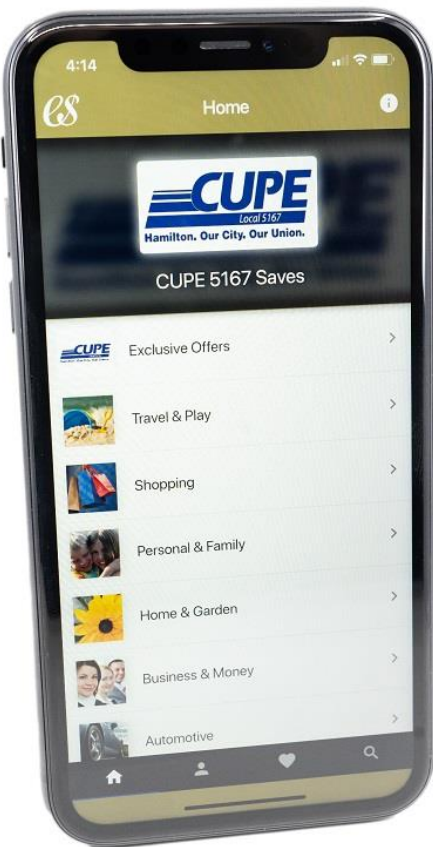 4:14
es
Home
CUPE
Local 5167
Hamilton. Our City. Our Union.
CUPE 5167 Saves
CUPE
Exclusive Offers
Travel & Play
Shopping
Personal & Family
Home & Garden
Business & Money
Automotive